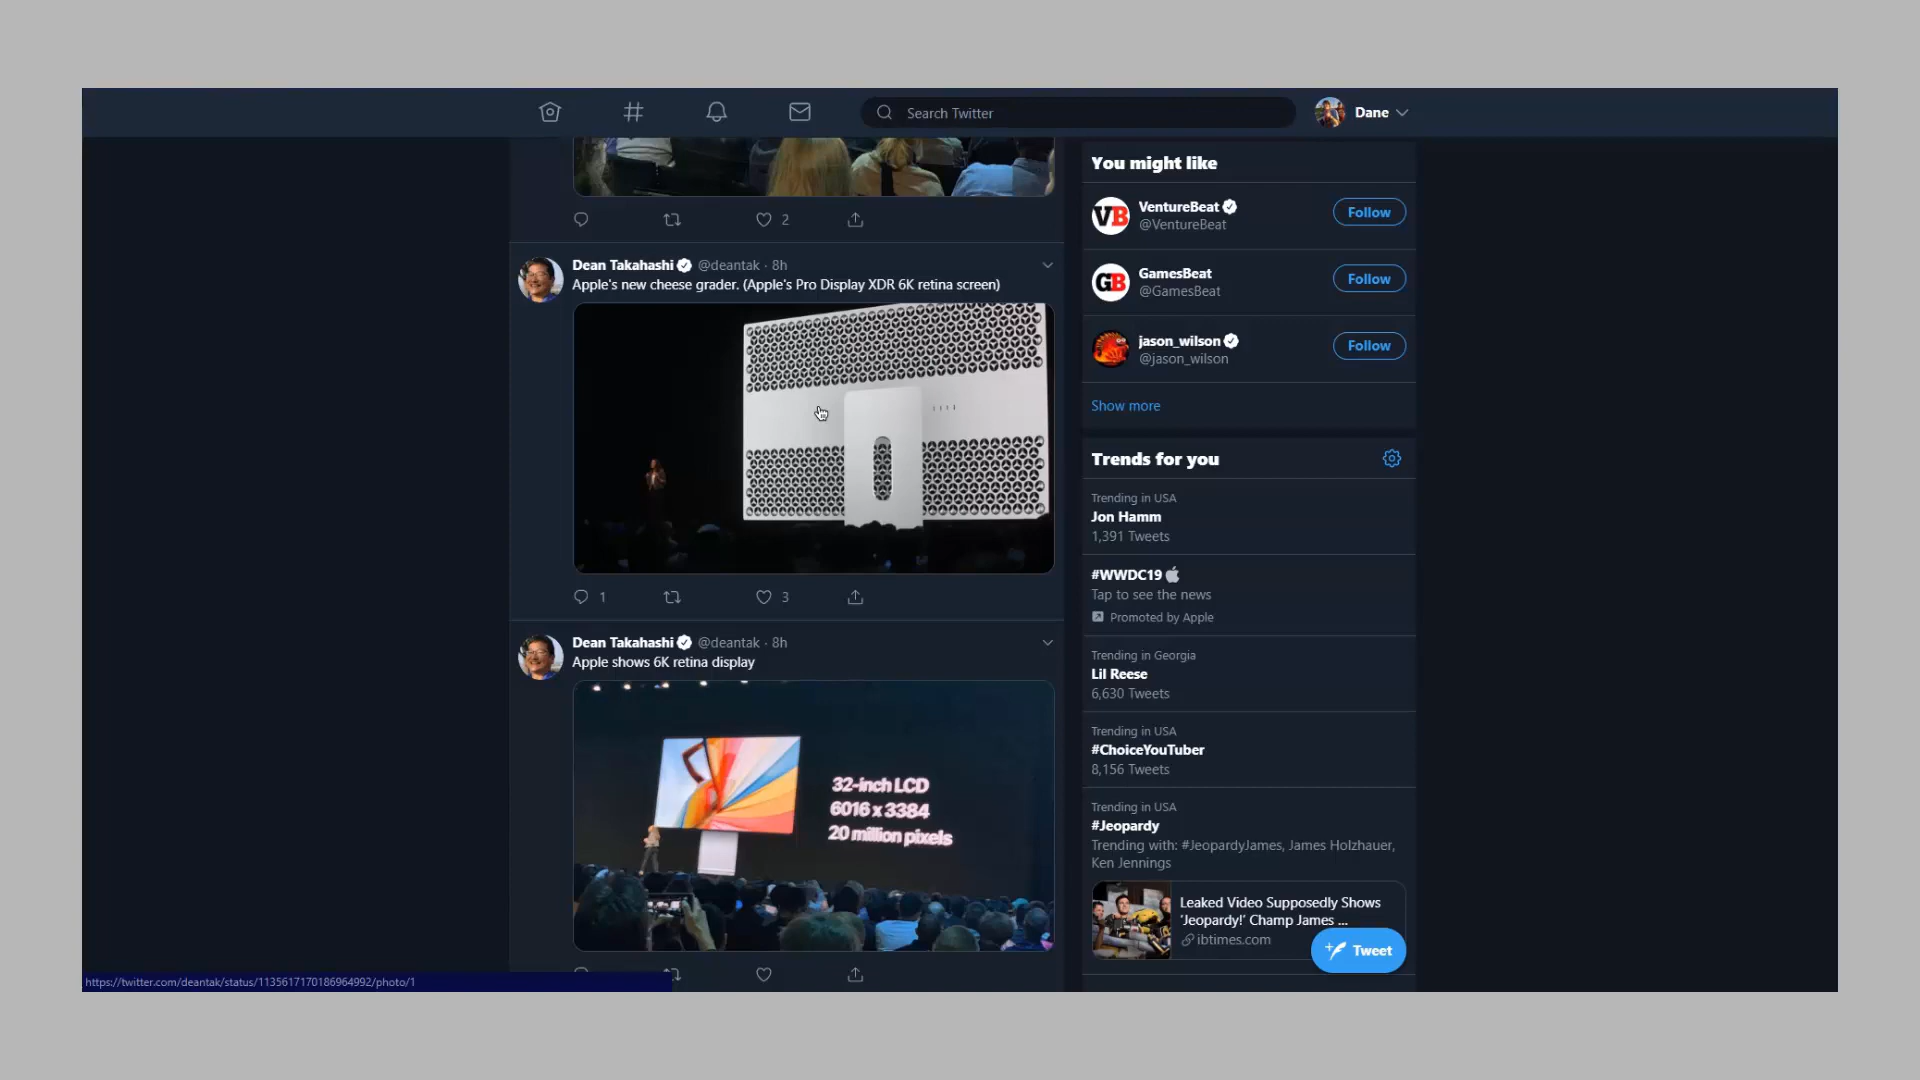 Search Twitter
Dane
2
Dean Takahashi @deantak · 8h
Apple's new cheese grader. (Apple's Pro Display XDR 6K retina screen)
1
3
Dean Takahashi @deantak · 8h
Apple shows 6K retina display
32-inch LCD
6016 x 3384
20 million pixels
You might like
VB
VentureBeat
@VentureBeat
Follow
GB
GamesBeat
@GamesBeat
Follow
jason_wilson
@jason_wilson
Follow
Show more
Trends for you
Trending in USA
Jon Hamm
1,391 Tweets
#WWDC19
Tap to see the news
Promoted by Apple
Trending in Georgia
Lil Reese
6,630 Tweets
Trending in USA
#ChoiceYouTuber
8,156 Tweets
Trending in USA
#Jeopardy
Trending with: #JeopardyJames, James Holzhauer,
Ken Jennings
Leaked Video Supposedly Shows
'Jeopardy!' Champ James ...
ibtimes.com
Tweet
https://twitter.com/deantak/status/1135617170186964992/photo/1